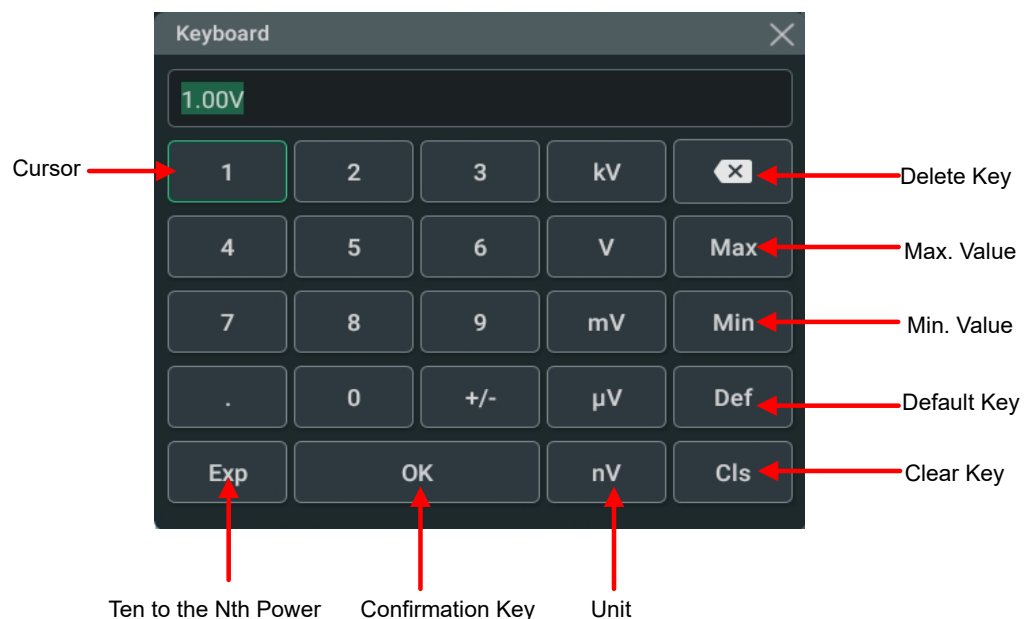 Keyboard
1.00V
Cursor
1 2 3 kV
Delete Key
4 5 6 V Max
Max. Value
7 8 9 mV Min
Min. Value
. 0 +/- µV Def
Default Key
Exp OK nV Cls
Clear Key
Ten to the Nth Power Confirmation Key Unit